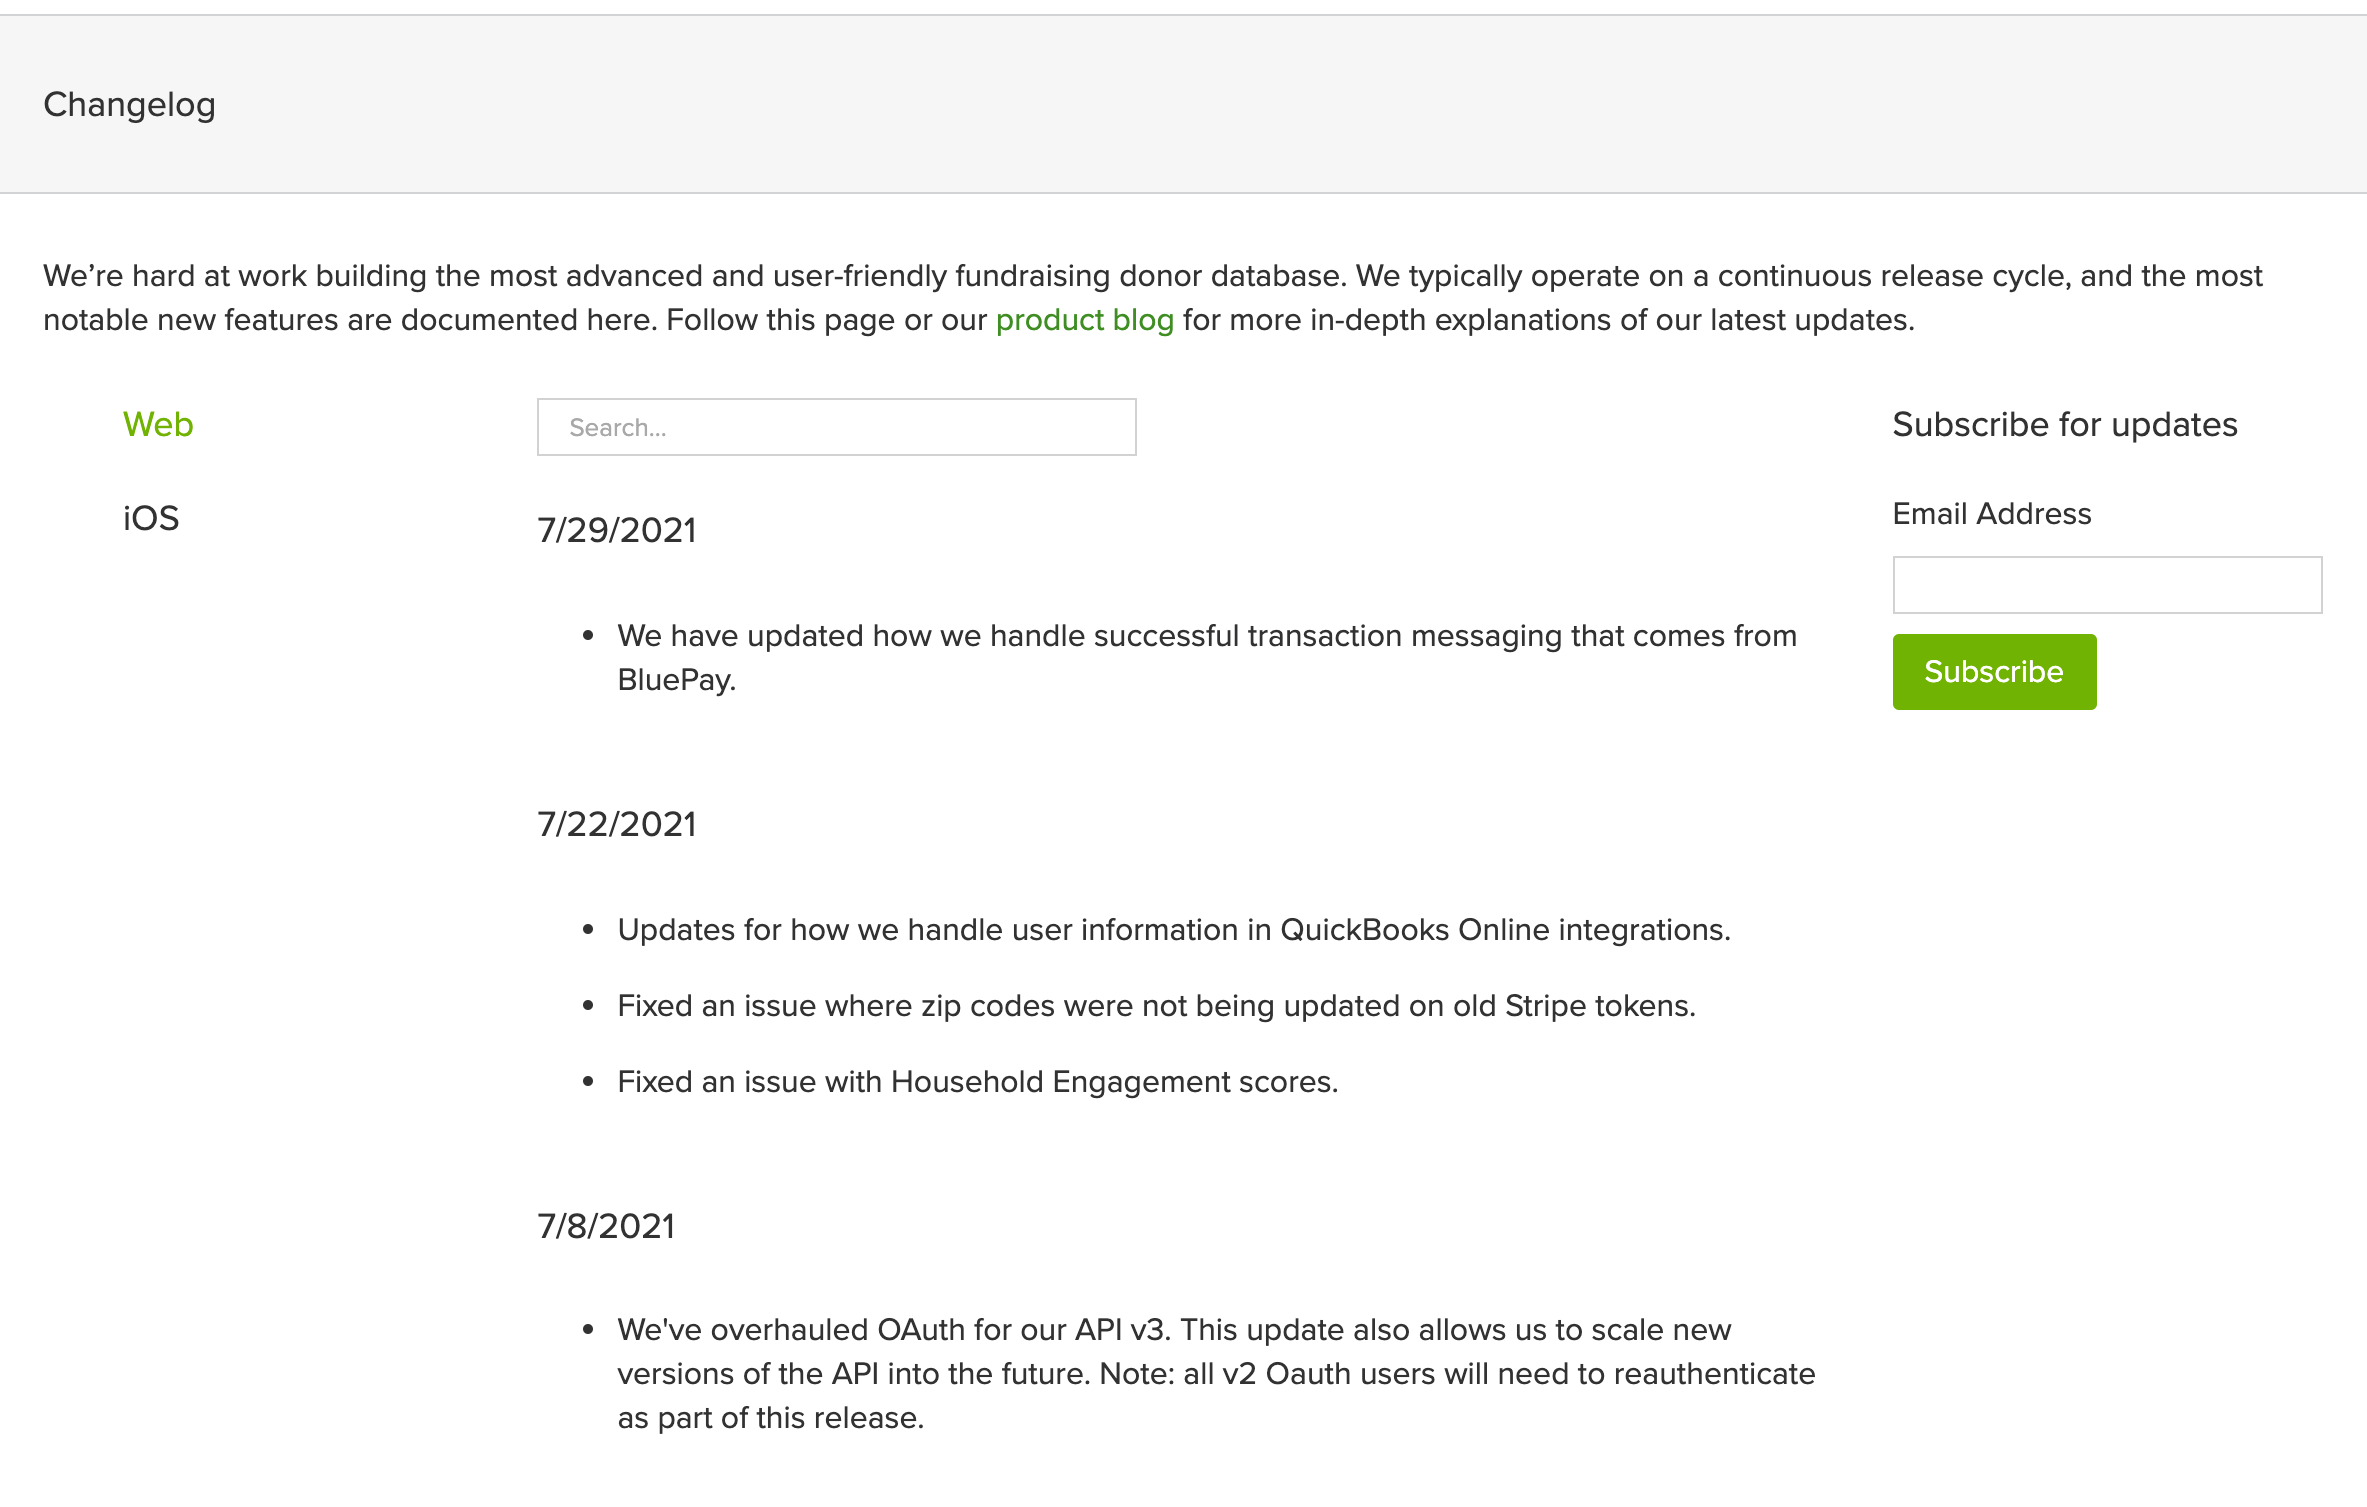 Changelog
We’re hard at work building the most advanced and user-friendly fundraising donor database. We typically operate on a continuous release cycle, and the most
notable new features are documented here. Follow this page or our product blog for more in-depth explanations of our latest updates.
Web
iOS
Search...
7/29/2021
• We have updated how we handle successful transaction messaging that comes from
BluePay.
7/22/2021
• Updates for how we handle user information in QuickBooks Online integrations.
• Fixed an issue where zip codes were not being updated on old Stripe tokens.
• Fixed an issue with Household Engagement scores.
7/8/2021
• We've overhauled OAuth for our API v3. This update also allows us to scale new
versions of the API into the future. Note: all v2 Oauth users will need to reauthenticate
as part of this release.
Subscribe for updates
Email Address
Subscribe